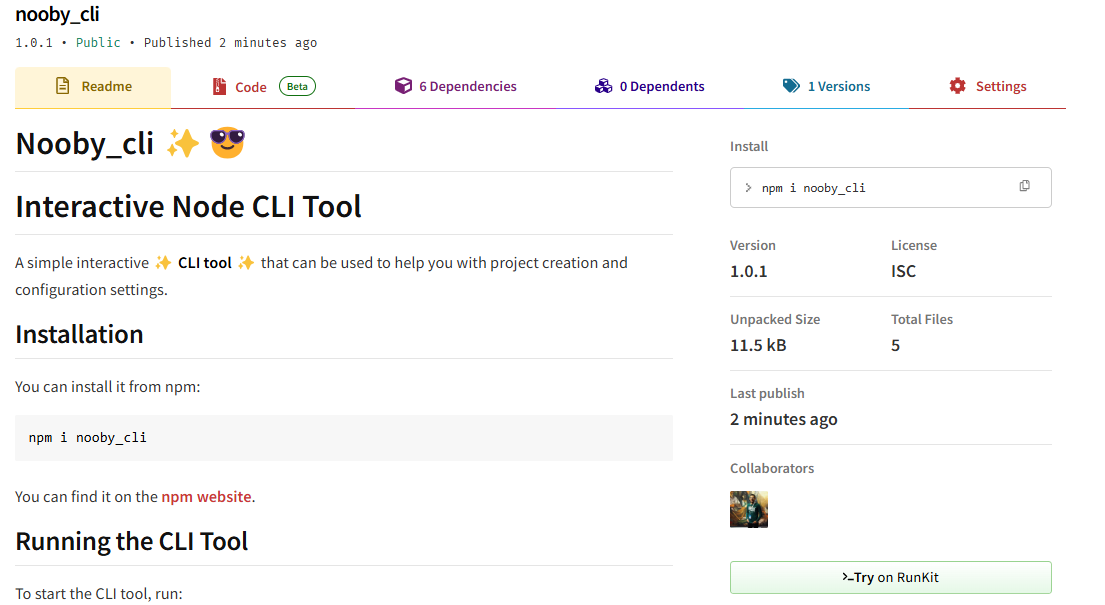 nooby_cli
1.0.1 • Public • Published 2 minutes ago
Readme
Code Beta
6 Dependencies
0 Dependents
1 Versions
Settings
Nooby_cli ✨ 😎
Interactive Node CLI Tool
A simple interactive ✨ CLI tool ✨ that can be used to help you with project creation and
configuration settings.
Installation
You can install it from npm:
npm i nooby_cli
You can find it on the npm website.
Running the CLI Tool
To start the CLI tool, run:
Install
> npm i nooby_cli
Version
1.0.1
License
ISC
Unpacked Size
11.5 kB
Total Files
5
Last publish
2 minutes ago
Collaborators
>_Try on RunKit